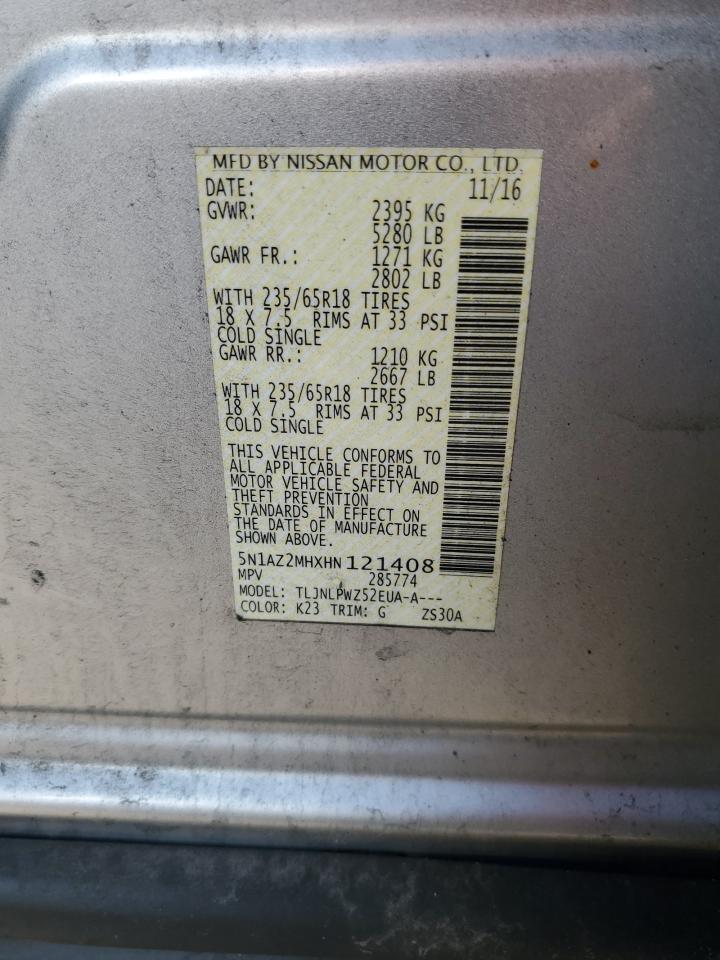 MFD BY NISSAN MOTOR CO., LTD.
DATE: 11/16
GVWR: 2395 KG
5280 LB
GAWR FR.: 1271 KG
2802 LB
WITH 235/65R18 TIRES
18 X 7.5 RIMS AT 33 PSI
COLD SINGLE
GAWR RR.: 1210 KG
2667 LB
WITH 235/65R18 TIRES
18 X 7.5 RIMS AT 33 PSI
COLD SINGLE
THIS VEHICLE CONFORMS TO
ALL APPLICABLE FEDERAL
MOTOR VEHICLE SAFETY AND
THEFT PREVENTION
STANDARDS IN EFFECT ON
THE DATE OF MANUFACTURE
SHOWN ABOVE.
5N1AZ2MHXHN121408
MPV 285774
MODEL: TLJNLPWZ52EUA-A---
COLOR: K23 TRIM: G ZS30A